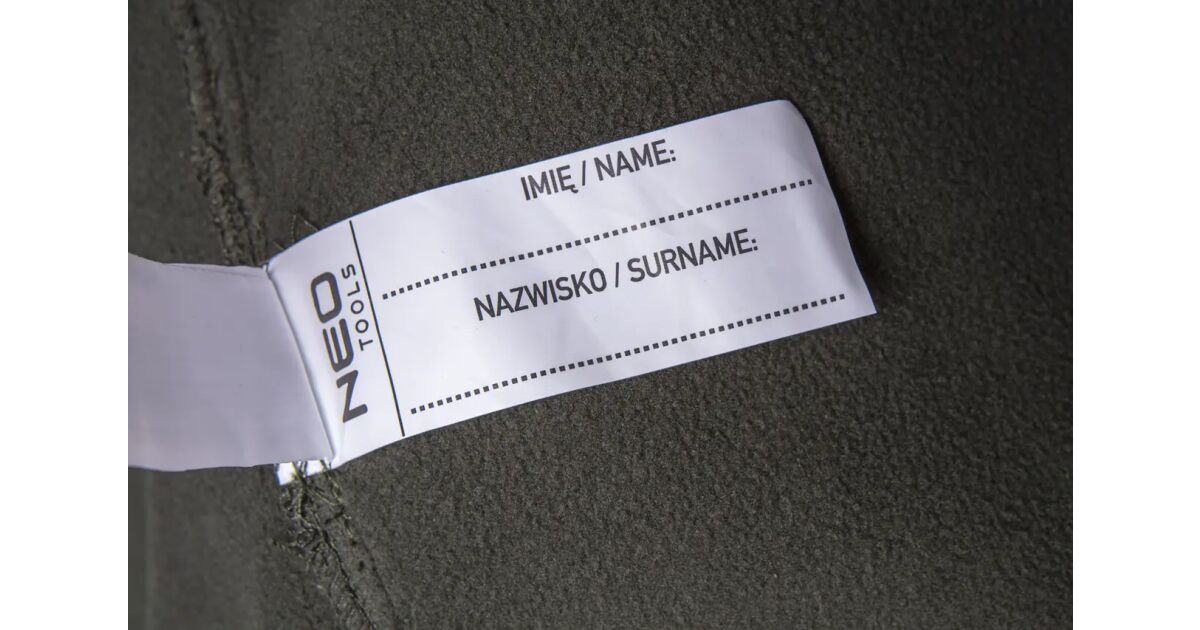 NEO
TOOLS
IMIĘ / NAME:
NAZWISKO / SURNAME: